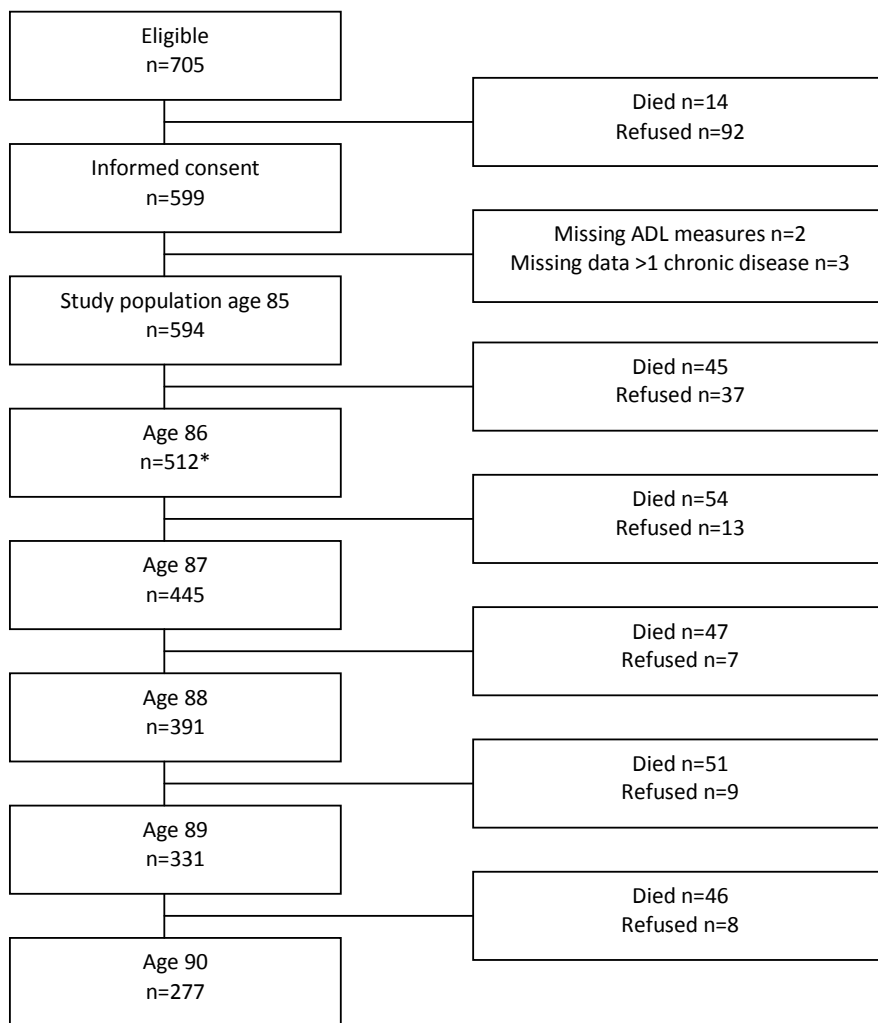 Eligible
n=705
Died n=14
Refused n=92
Informed consent
n=599
Missing ADL measures n=2
Missing data >1 chronic disease n=3
Study population age 85
n=594
Died n=45
Refused n=37
Age 86
n=512*
Died n=54
Refused n=13
Age 87
n=445
Died n=47
Refused n=7
Age 88
n=391
Died n=51
Refused n=9
Age 89
n=331
Died n=46
Refused n=8
Age 90
n=277